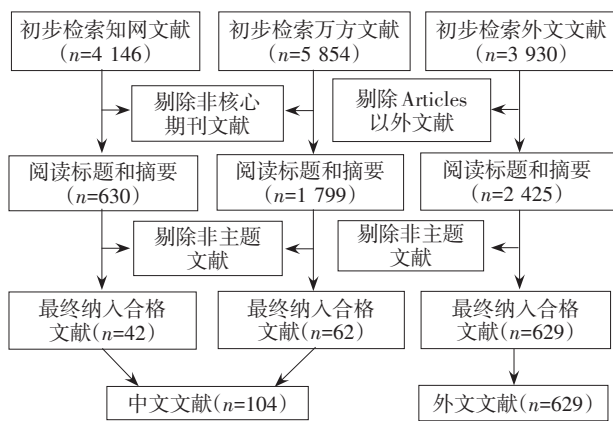 初步检索知网文献
(n=4 146)
初步检索万方文献
(n=5 854)
初步检索外文文献
(n=3 930)
剔除非核心
期刊文献
剔除 Articles
以外文献
阅读标题和摘要
(n=630)
阅读标题和摘要
(n=1 799)
阅读标题和摘要
(n=2 425)
剔除非主题
文献
剔除非主题
文献
最终纳入合格
文献(n=42)
最终纳入合格
文献(n=62)
最终纳入合格
文献(n=629)
中文文献(n=104)
外文文献(n=629)